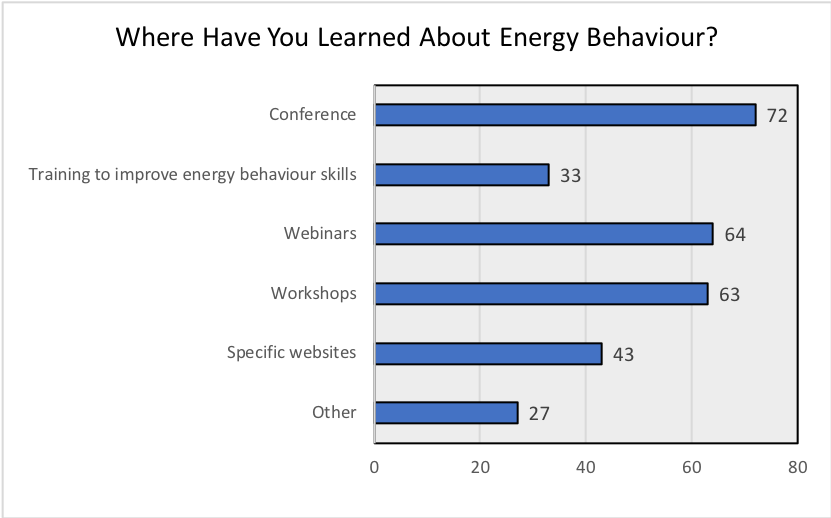 Where Have You Learned About Energy Behaviour?
Conference 72
Training to improve energy behaviour skills 33
Webinars 64
Workshops 63
Specific websites 43
Other 27
0 20 40 60 80